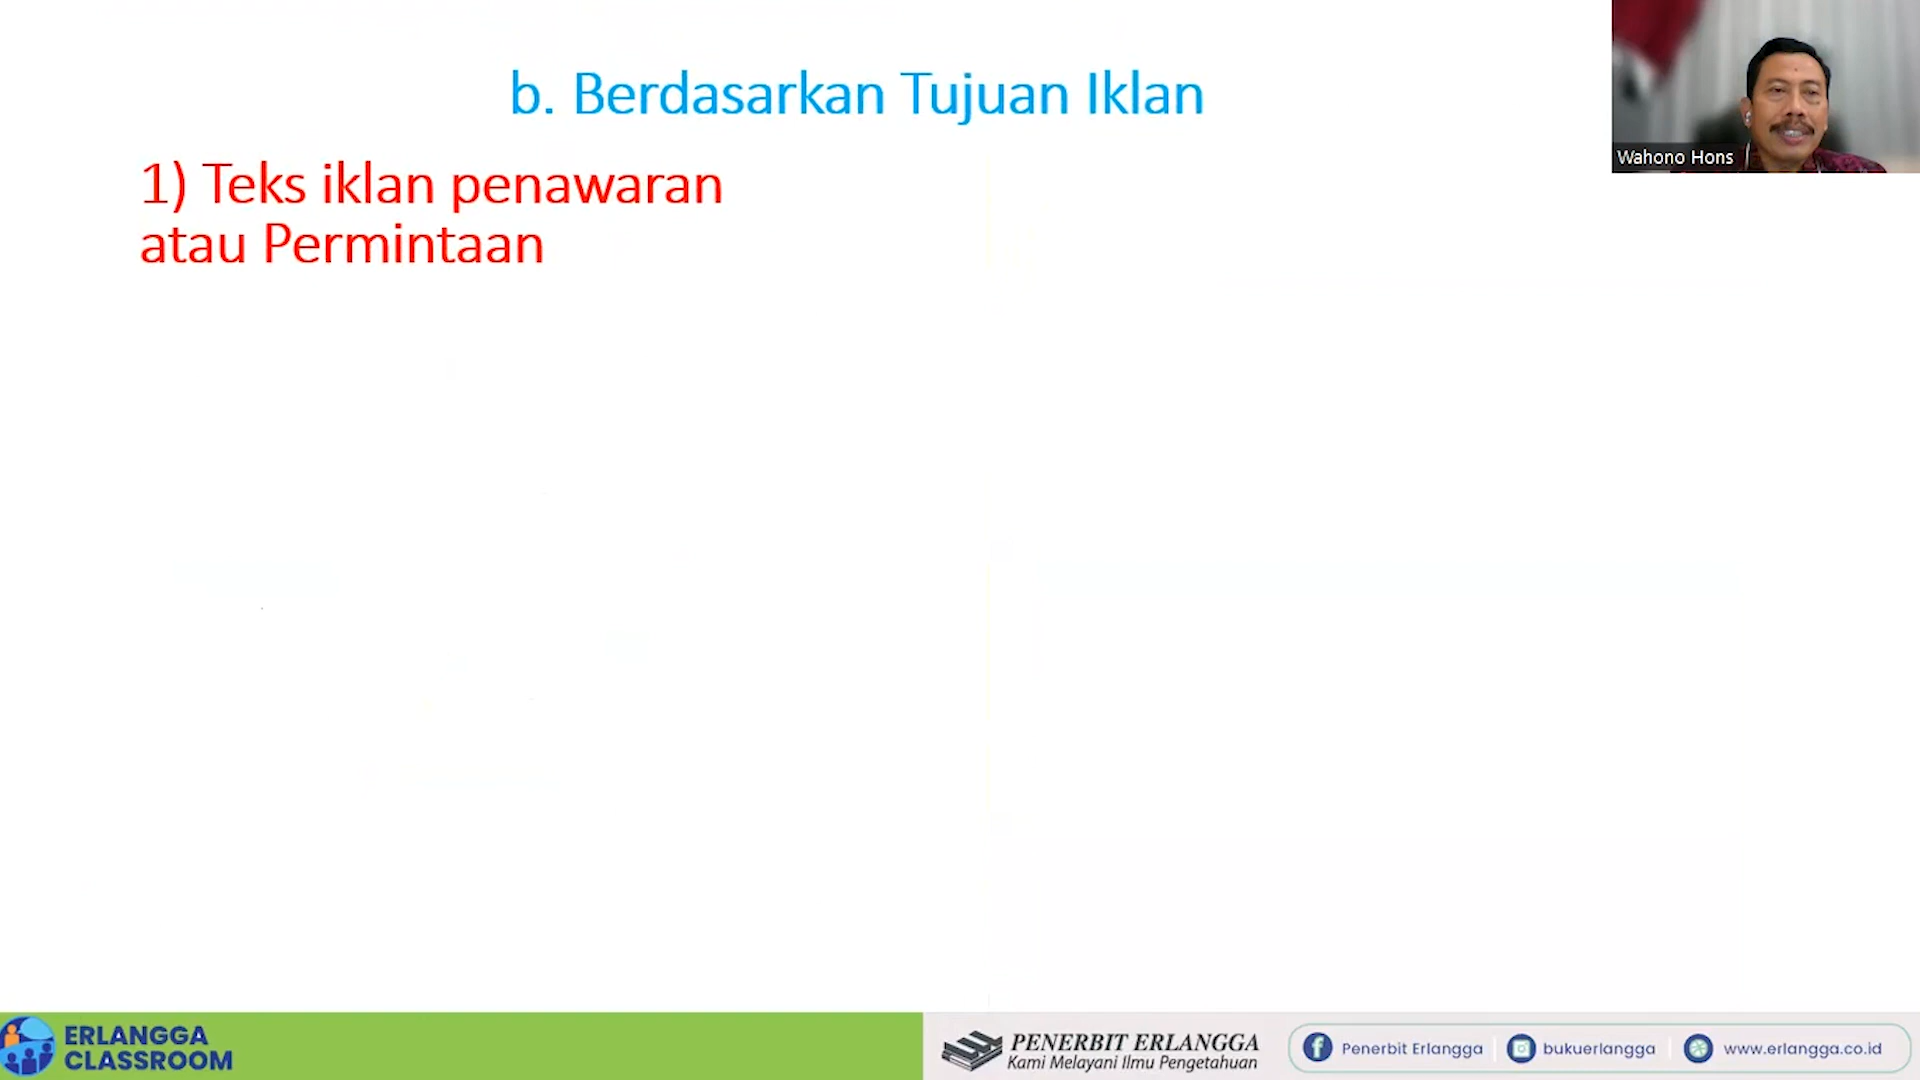 b. Berdasarkan Tujuan Iklan
1) Teks iklan penawaran
atau Permintaan
Wahono Hons
ERLANGGA
CLASSROOM
PENERBIT ERLANGGA
Kami Melayani Ilmu Pengetahuan
Penerbit Erlangga
bukuerlangga
www.erlangga.co.id